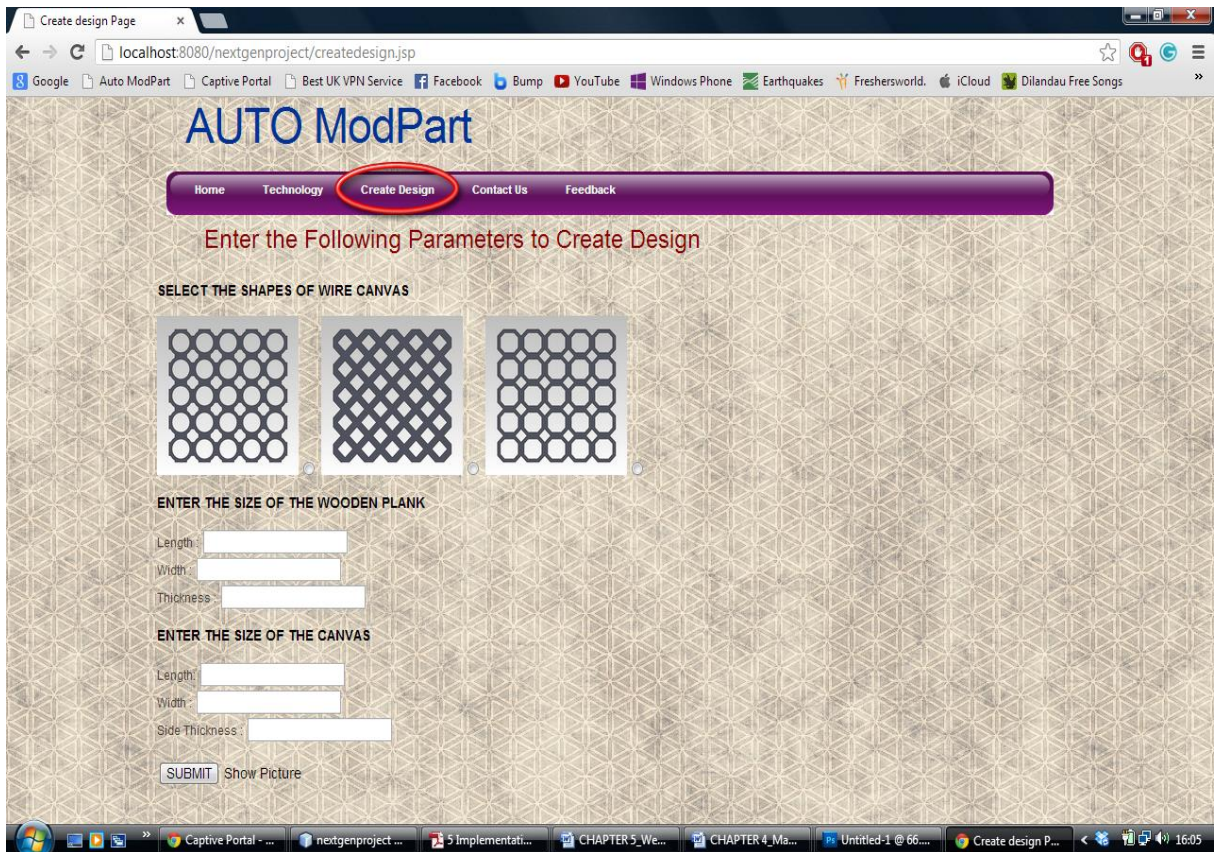 Create design Page
localhost:8080/nextgenproject/createdesign.jsp
Google Auto ModPart Captive Portal Best UK VPN Service Facebook Bump YouTube Windows Phone Earthquakes Freshersworld. iCloud Dilandau Free Songs »
AUTO ModPart
Home Technology Create Design Contact Us Feedback
Enter the Following Parameters to Create Design
SELECT THE SHAPES OF WIRE CANVAS
ENTER THE SIZE OF THE WOODEN PLANK
Length :
Width :
Thickness :
ENTER THE SIZE OF THE CANVAS
Length:
Width :
Side Thickness :
SUBMIT Show Picture
» Captive Portal - ... nextgenproject ... 5 Implementati... CHAPTER 5_We... CHAPTER 4_Ma... Ps Untitled-1 @ 66.... Create design P... < 16:05